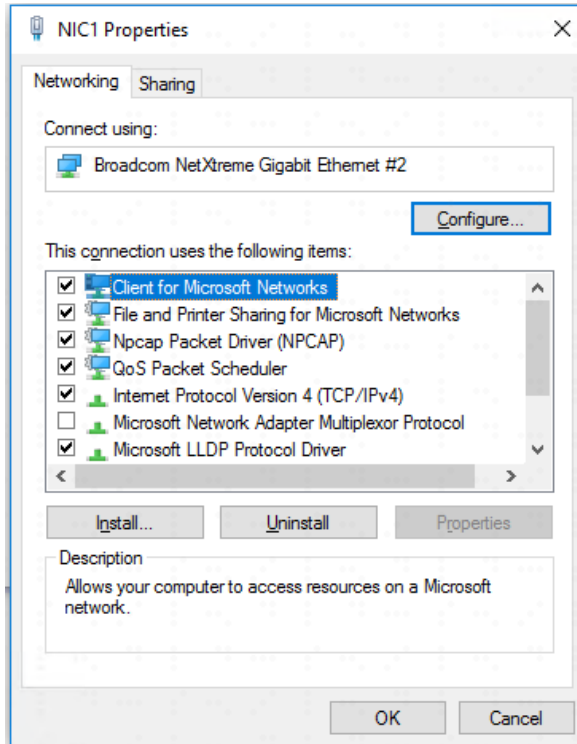 NIC1 Properties
Networking
Sharing
Connect using:
Broadcom NetXtreme Gigabit Ethernet #2
Configure...
This connection uses the following items:
Client for Microsoft Networks
File and Printer Sharing for Microsoft Networks
Npcap Packet Driver (NPCAP)
QoS Packet Scheduler
Internet Protocol Version 4 (TCP/IPv4)
Microsoft Network Adapter Multiplexor Protocol
Microsoft LLDP Protocol Driver
Install...
Uninstall
Properties
Description
Allows your computer to access resources on a Microsoft
network.
OK
Cancel